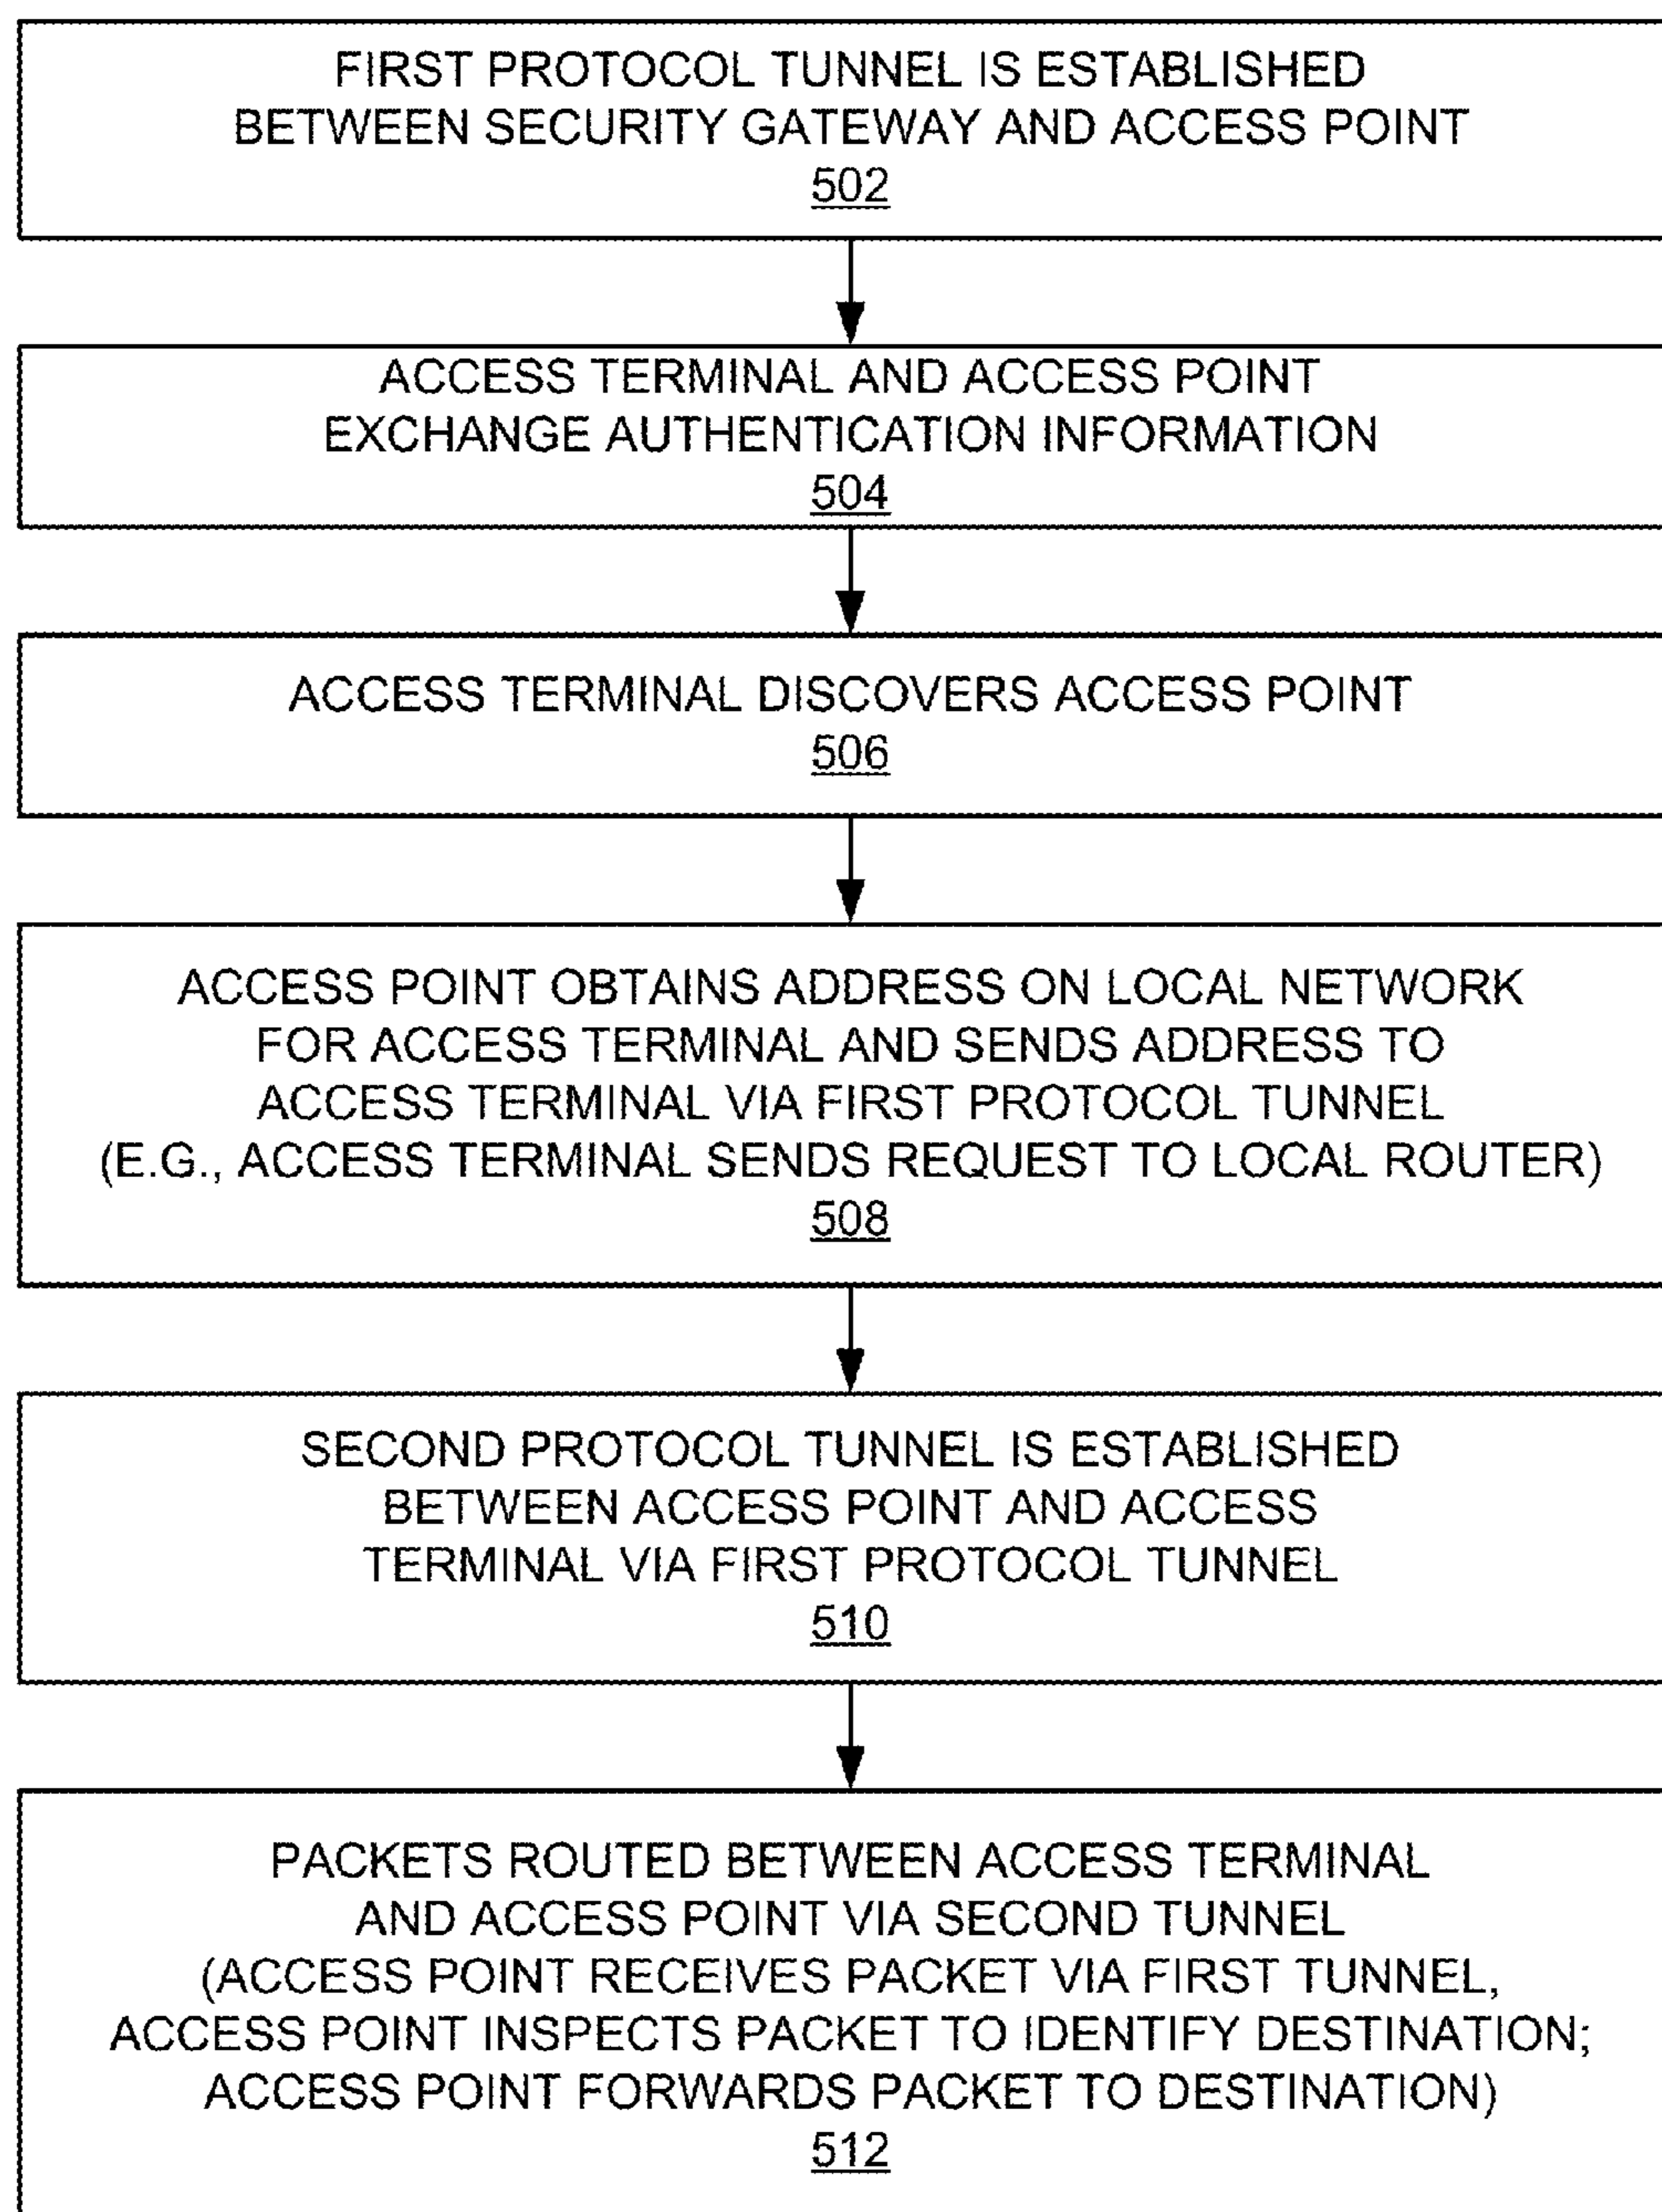 FIRST PROTOCOL TUNNEL IS ESTABLISHED
BETWEEN SECURITY GATEWAY AND ACCESS POINT
502
ACCESS TERMINAL AND ACCESS POINT
EXCHANGE AUTHENTICATION INFORMATION
504
ACCESS TERMINAL DISCOVERS ACCESS POINT
506
ACCESS POINT OBTAINS ADDRESS ON LOCAL NETWORK
FOR ACCESS TERMINAL AND SENDS ADDRESS TO
ACCESS TERMINAL VIA FIRST PROTOCOL TUNNEL
(E.G., ACCESS TERMINAL SENDS REQUEST TO LOCAL ROUTER)
508
SECOND PROTOCOL TUNNEL IS ESTABLISHED
BETWEEN ACCESS POINT AND ACCESS
TERMINAL VIA FIRST PROTOCOL TUNNEL
510
PACKETS ROUTED BETWEEN ACCESS TERMINAL
AND ACCESS POINT VIA SECOND TUNNEL
(ACCESS POINT RECEIVES PACKET VIA FIRST TUNNEL,
ACCESS POINT INSPECTS PACKET TO IDENTIFY DESTINATION;
ACCESS POINT FORWARDS PACKET TO DESTINATION)
512